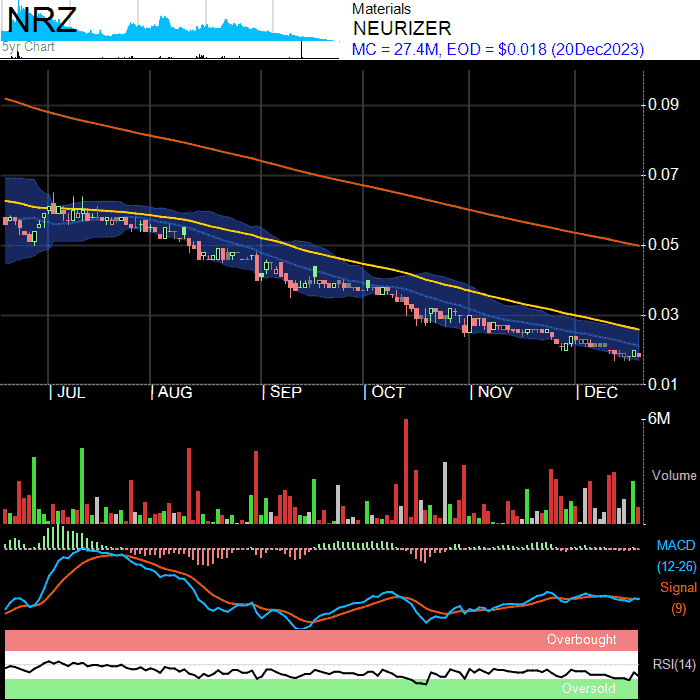 NRZ
5yr Chart
Materials
NEURIZER
MC = 27.4M, EOD = $0.018 (20Dec2023)
0.09
0.07
0.05
0.03
0.01
| JUL | AUG | SEP | OCT | NOV | DEC
6M
Volume
MACD
(12-26)
Signal
(9)
Overbought
RSI(14)
Oversold